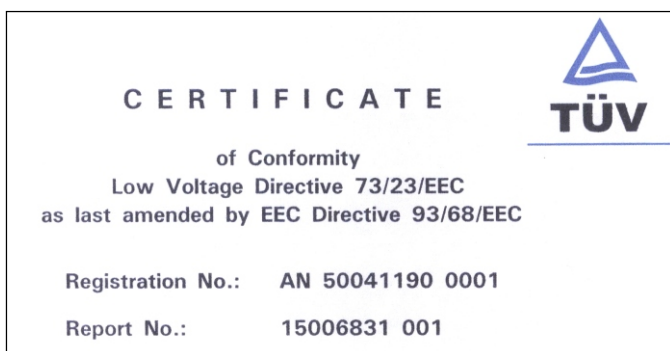 CERTIFICATE
TÜV
of Conformity
Low Voltage Directive 73/23/EEC
as last amended by EEC Directive 93/68/EEC
Registration No.: AN 50041190 0001
Report No.: 15006831 001